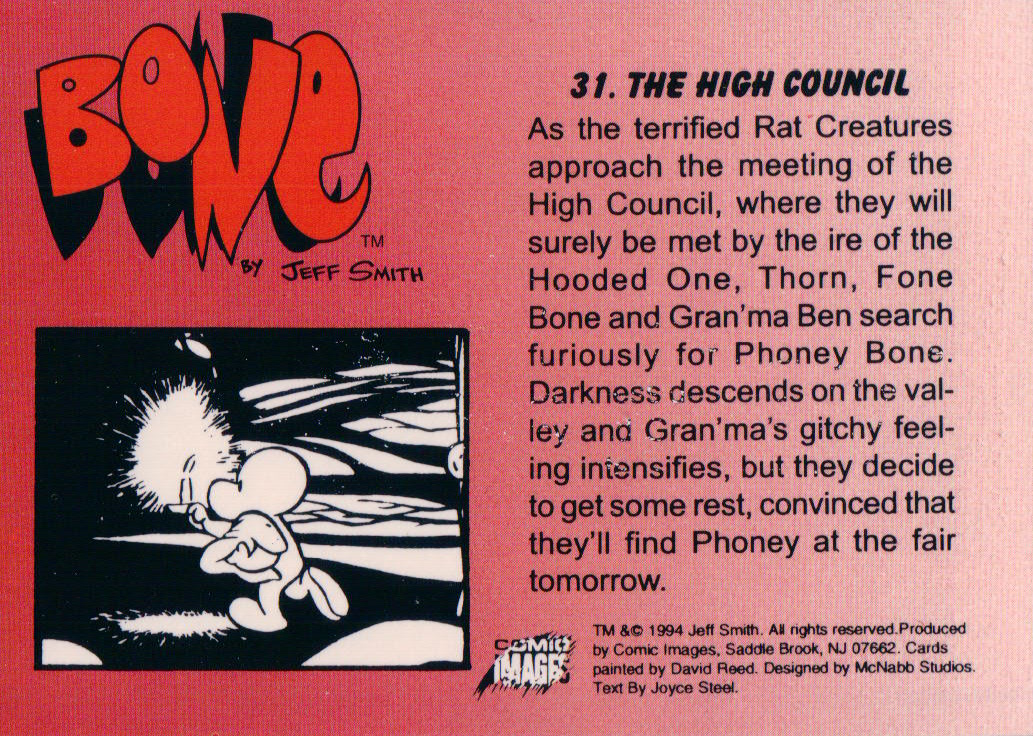 BONE
TM
BY JEFF SMITH
31. THE HIGH COUNCIL
As the terrified Rat Creatures
approach the meeting of the
High Council, where they will
surely be met by the ire of the
Hooded One, Thorn, Fone
Bone and Gran'ma Ben search
furiously for Phoney Bone.
Darkness descends on the val-
ley and Gran'ma's gitchy feel-
ing intensifies, but they decide
to get some rest, convinced that
they'll find Phoney at the fair
tomorrow.
COMIC
IMAGES
TM &© 1994 Jeff Smith. All rights reserved.Produced
by Comic Images, Saddle Brook, NJ 07662. Cards
painted by David Reed. Designed by McNabb Studios.
Text By Joyce Steel.